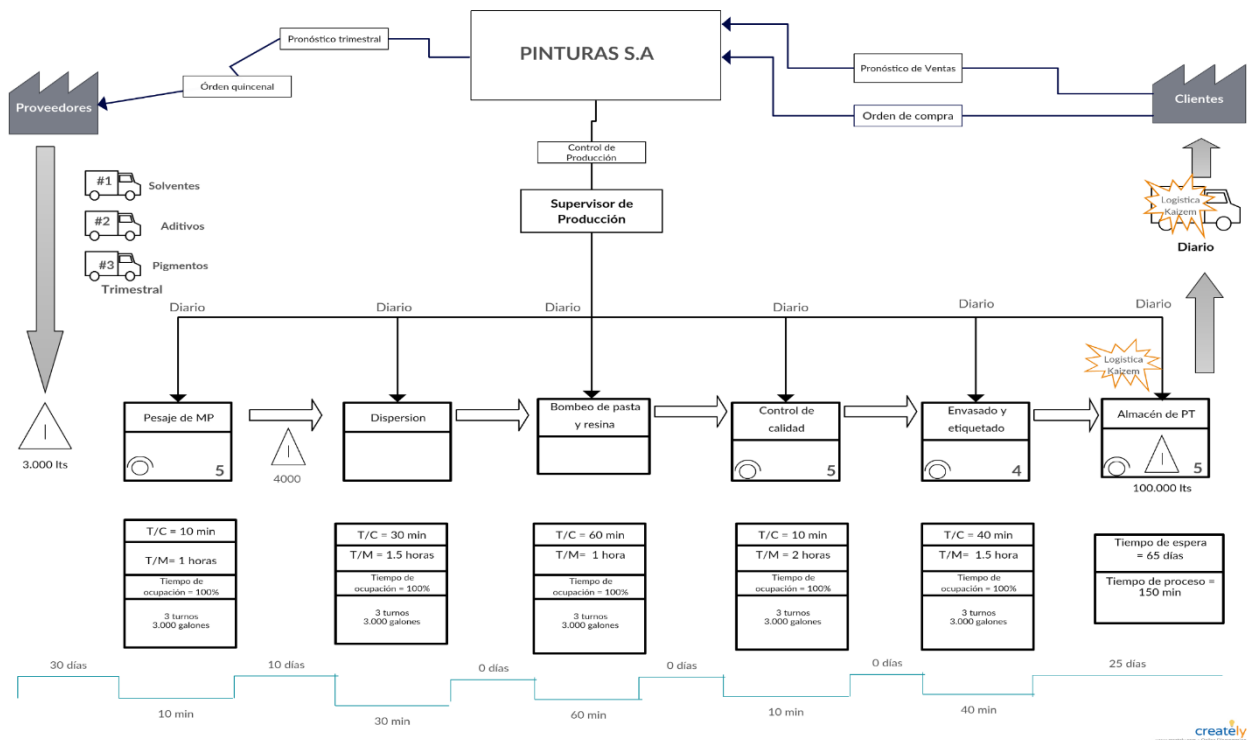 PINTURAS S.A
Pronóstico trimestral
Órden quincenal
Proveedores
Pronóstico de Ventas
Orden de compra
Clientes
Control de
Producción
Supervisor de
Producción
#1
Solventes
#2
Aditivos
#3
Pigmentos
Trimestral
Logistica
Kaizem
Diario
Diario
Diario
Diario
Diario
Diario
Diario
Logistica
Kaizem
I
3.000 lts
Pesaje de MP
5
I
4000
Dispersion
Bombeo de pasta
y resina
Control de
calidad
5
Envasado y
etiquetado
4
Almacén de PT
I
5
100.000 lts
T/C = 10 min
T/M= 1 horas
Tiempo de
ocupación = 100%
3 turnos
3.000 galones
T/C = 30 min
T/M = 1.5 horas
Tiempo de
ocupación = 100%
3 turnos
3.000 galones
T/C = 60 min
T/M = 1 hora
Tiempo de
ocupación = 100%
3 turnos
3.000 galones
T/C = 10 min
T/M = 2 horas
Tiempo de
ocupación = 100%
3 turnos
3.000 galones
T/C = 40 min
T/M = 1.5 hora
Tiempo de
ocupación = 100%
3 turnos
3.000 galones
Tiempo de espera
= 65 días
Tiempo de proceso =
150 min
30 días
10 min
10 días
30 min
0 días
60 min
0 días
10 min
0 días
40 min
25 días
creately